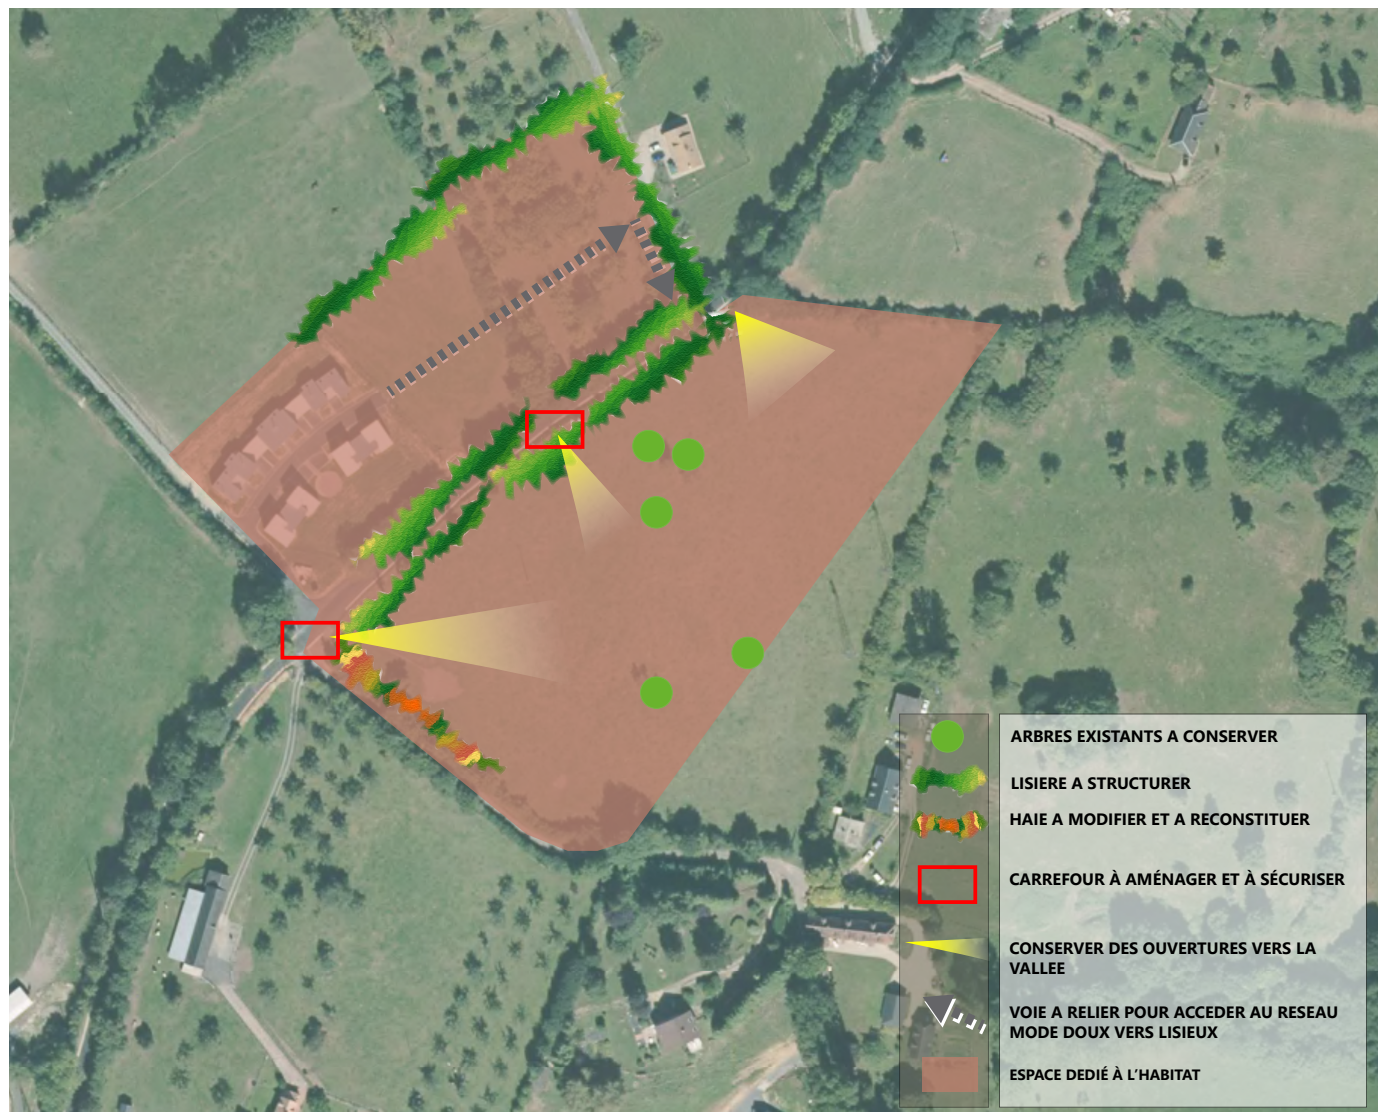 ARBRES EXISTANTS A CONSERVER
LISIERE A STRUCTURER
HAIE A MODIFIER ET A RECONSTITUER
CARREFOUR À AMÉNAGER ET À SÉCURISER
CONSERVER DES OUVERTURES VERS LA
VALLEE
VOIE A RELIER POUR ACCEDER AU RESEAU
MODE DOUX VERS LISIEUX
ESPACE DEDIÉ À L'HABITAT